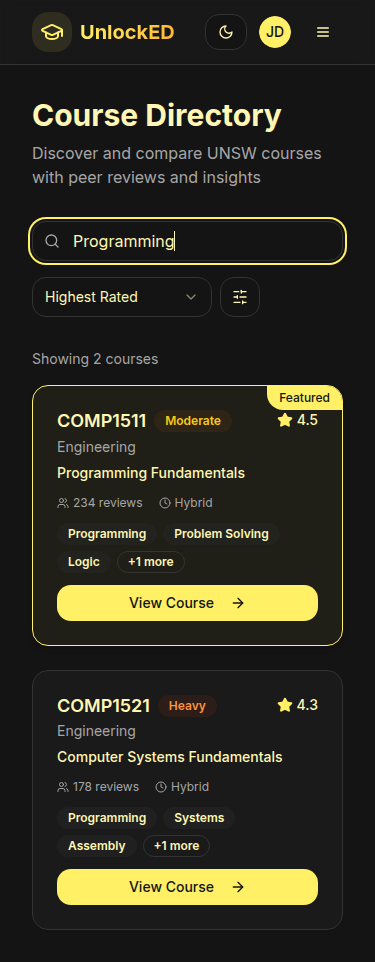 UnlockED
JD
Course Directory
Discover and compare UNSW courses
with peer reviews and insights
Programming
Highest Rated
Showing 2 courses
Featured
COMP1511 Moderate 4.5
Engineering
Programming Fundamentals
234 reviews Hybrid
Programming Problem Solving
Logic +1 more
View Course
COMP1521 Heavy 4.3
Engineering
Computer Systems Fundamentals
178 reviews Hybrid
Programming Systems
Assembly +1 more
View Course